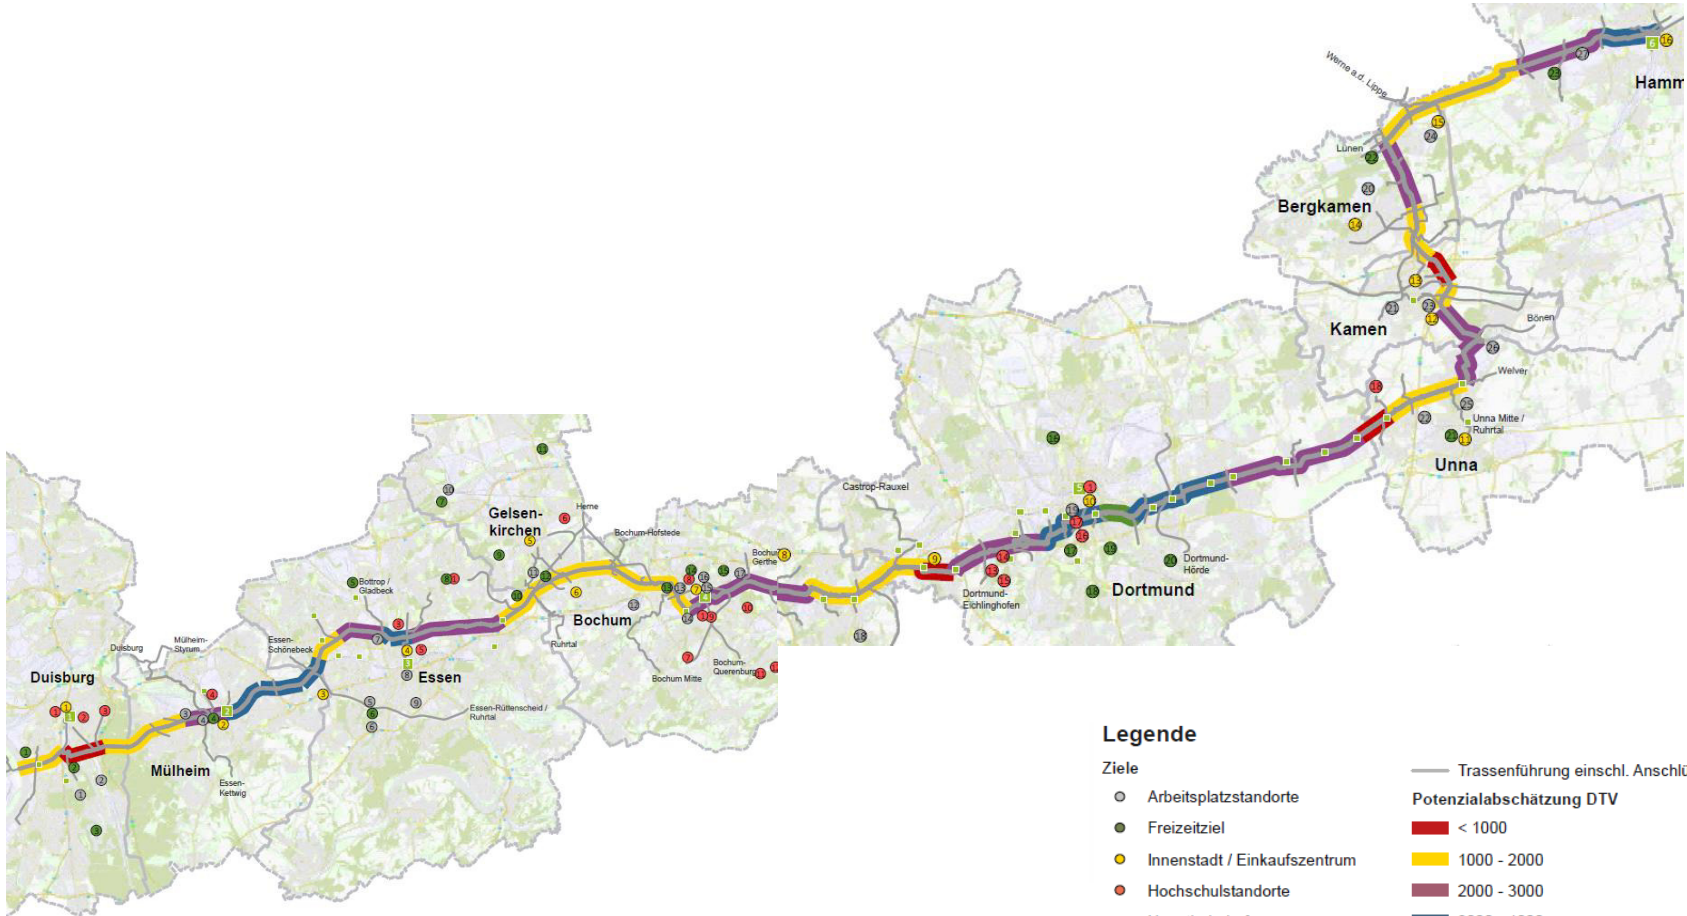 Werne a.d. Lippe
Hamm
Lünen
Bergkamen
Kamen
Bönen
Welver
Unna Mitte /
Ruhrtal
Unna
Castrop-Rauxel
Gelsen-
kirchen
Herne
Bochum-Hofstede
Bochum
Gerthe
Bottrop /
Gladbeck
Dortmund-
Hörde
Dortmund
Dortmund-
Eichlinghofen
Bochum
Essen-
Schönebeck
Mülheim-
Styrum
Duisburg
Ruhrtal
Duisburg
Essen
Bochum Mitte
Bochum-
Querenburg
Essen-Rüttenscheid /
Ruhrtal
Mülheim
Essen-
Kettwig
Legende
Ziele
Arbeitsplatzstandorte
Freizeitziel
Innenstadt / Einkaufszentrum
Hochschulstandorte
Trassenführung einschl. Anschlü
Potenzialabschätzung DTV
< 1000
1000 - 2000
2000 - 3000